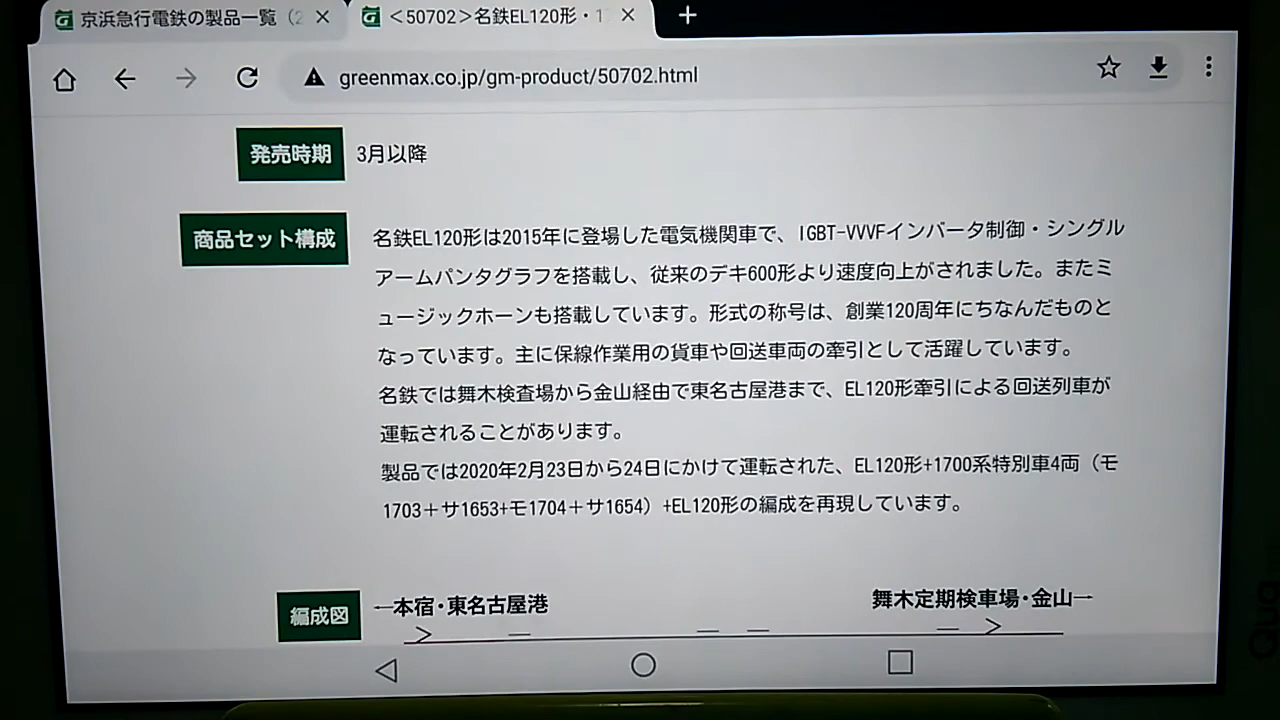 京浜急行電鉄の製品一覧（2
＜50702＞名鉄EL120形・17
greenmax.co.jp/gm-product/50702.html
発売時期 3月以降
商品セット構成 名鉄EL120形は2015年に登場した電気機関車で、IGBT-VVVFインバータ制御・シングル
アームパンタグラフを搭載し、従来のデキ600形より速度向上がされました。またミ
ュージックホーンも搭載しています。形式の称号は、創業120周年にちなんだものと
なっています。主に保線作業用の貨車や回送車両の牽引として活躍しています。
名鉄では舞木検査場から金山経由で東名古屋港まで、EL120形牽引による回送列車が
運転されることがあります。
製品では2020年2月23日から24日にかけて運転された、EL120形+1700系特別車4両（モ
1703＋サ1653+モ1704＋サ1654）+EL120形の編成を再現しています。
編成図 ←本宿・東名古屋港 舞木定期検車場・金山→
Qua